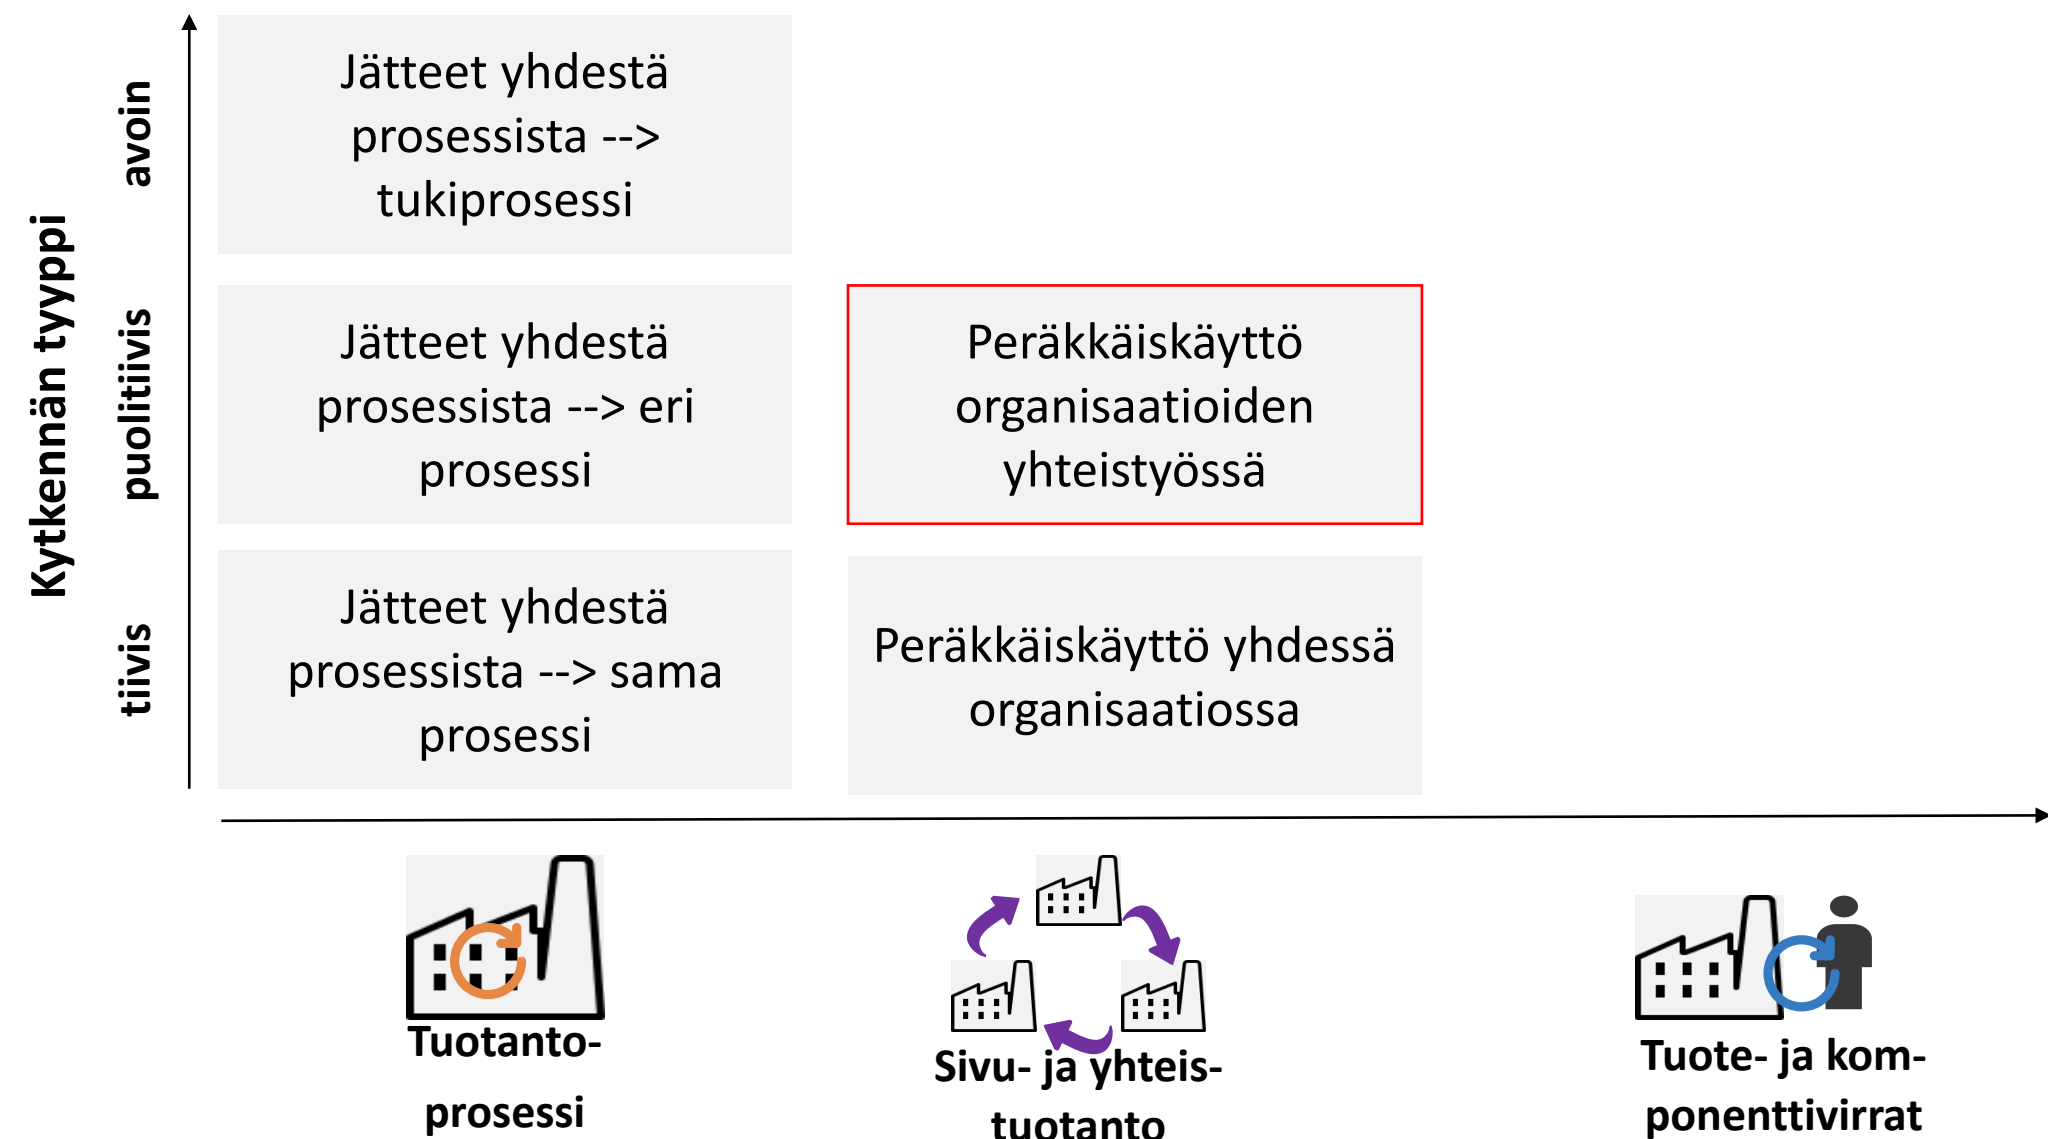 Kytkennän tyyppi
avoin
puolitiivis
tiivis
Jätteet yhdestä
prosessista -->
tukiprosessi
Jätteet yhdestä
prosessista --> eri
prosessi
Peräkkäiskäyttö
organisaatioiden
yhteistyössä
Jätteet yhdestä
prosessista --> sama
prosessi
Peräkkäiskäyttö yhdessä
organisaatiossa
Tuotanto-
prosessi
Sivu- ja yhteis-
tuotanto
Tuote- ja kom-
ponenttivirrat